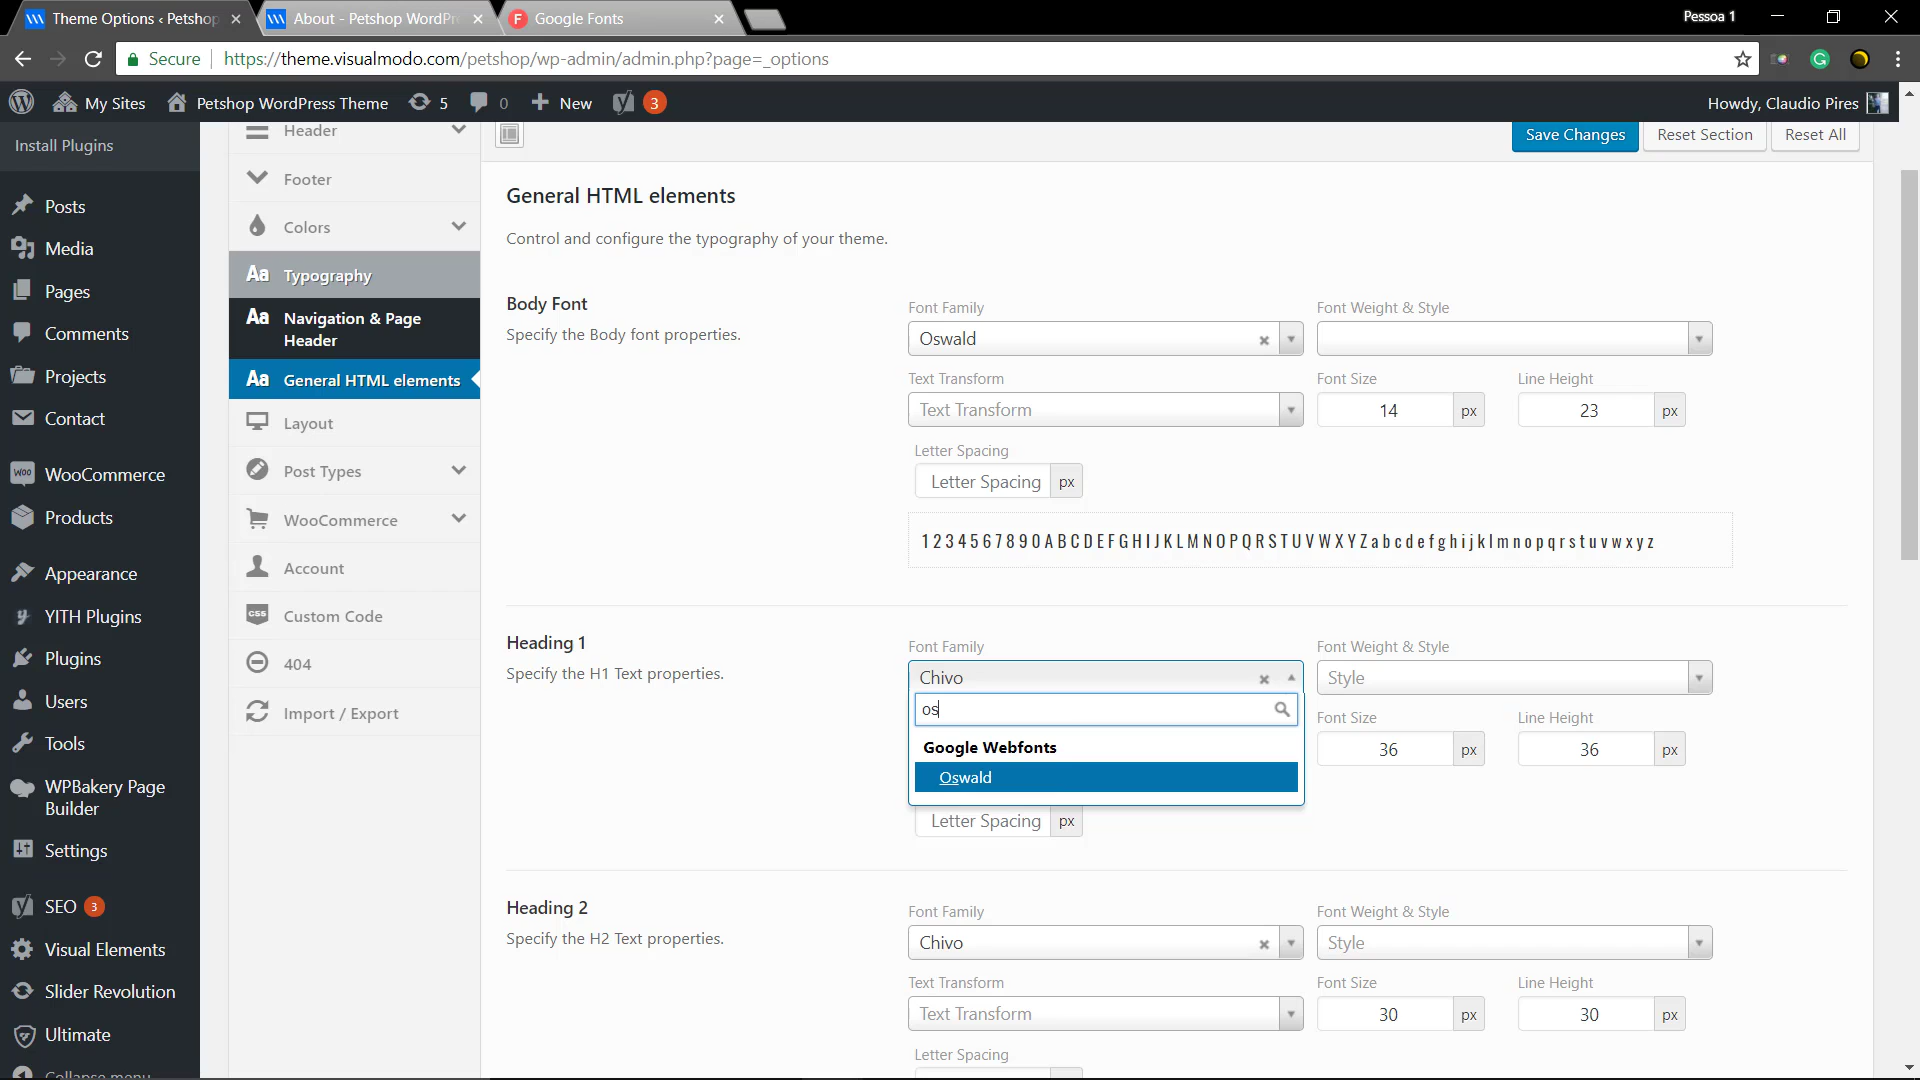 Theme Options ‹ Petshop
About - Petshop WordPr
Google Fonts
Pessoa 1
Secure
https://theme.visualmodo.com/petshop/wp-admin/admin.php?page=_options
My Sites
Petshop WordPress Theme
5
0
New
3
Howdy, Claudio Pires
Install Plugins
Posts
Media
Pages
Comments
Projects
Contact
WooCommerce
Products
Appearance
YITH Plugins
Plugins
Users
Tools
WPBakery Page
Builder
Settings
SEO 3
Visual Elements
Slider Revolution
Ultimate
Collapse menu
Header
Footer
Colors
Aa Typography
Aa Navigation & Page
Header
Aa General HTML elements
Layout
Post Types
WooCommerce
Account
CSS Custom Code
404
Import / Export
Save Changes
Reset Section
Reset All
General HTML elements
Control and configure the typography of your theme.
Body Font
Specify the Body font properties.
Font Family
Font Weight & Style
Oswald
Text Transform
Font Size
Line Height
Text Transform
14 px
23 px
Letter Spacing
Letter Spacing px
1 2 3 4 5 6 7 8 9 0 A B C D E F G H I J K L M N O P Q R S T U V W X Y Z a b c d e f g h i j k l m n o p q r s t u v w x y z
Heading 1
Specify the H1 Text properties.
Font Family
Font Weight & Style
Chivo
Style
os
Google Webfonts
Oswald
Font Size
Line Height
36 px
36 px
Letter Spacing px
Heading 2
Specify the H2 Text properties.
Font Family
Font Weight & Style
Chivo
Style
Text Transform
Font Size
Line Height
Text Transform
30 px
30 px
Letter Spacing